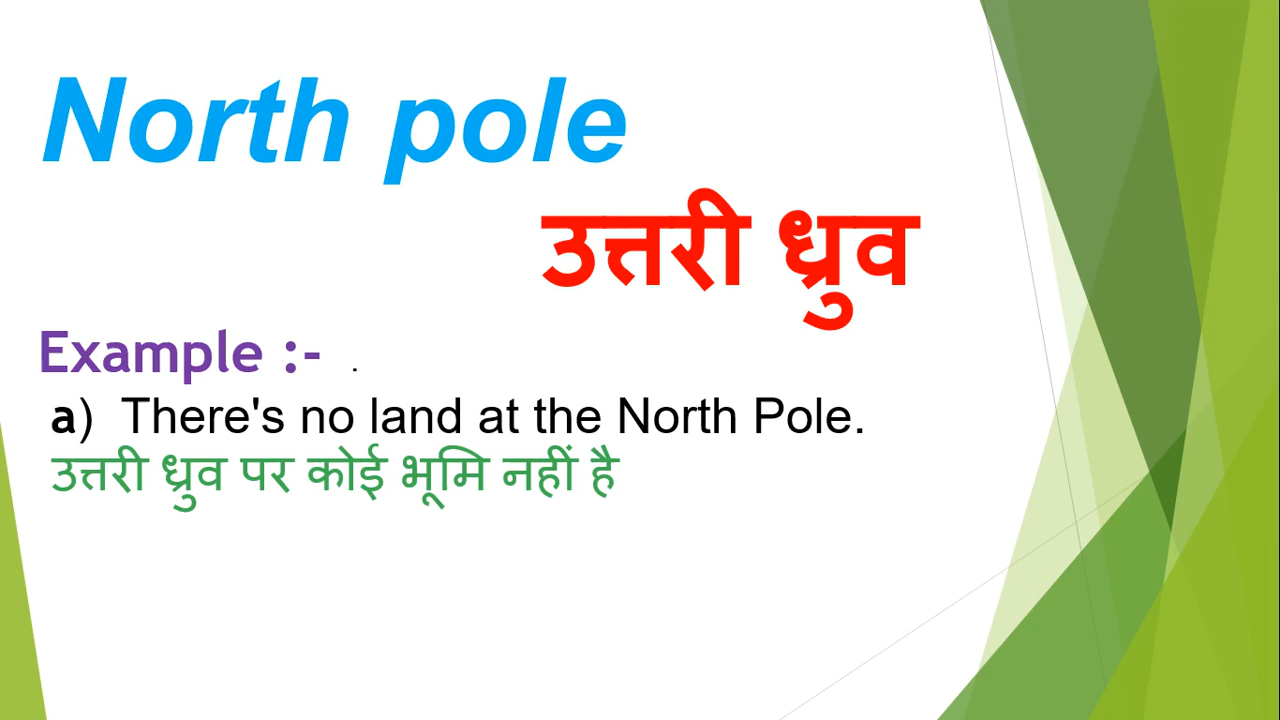 North pole
उत्तरी ध्रुव
Example :- .
a) There's no land at the North Pole.
उत्तरी ध्रुव पर कोई भूमि नहीं है